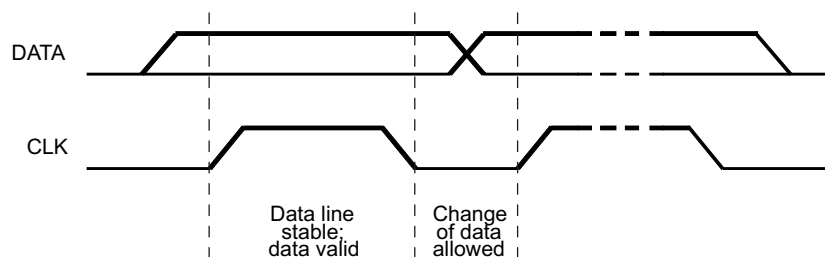 DATA
CLK
Data line
stable;
data valid
Change
of data
allowed